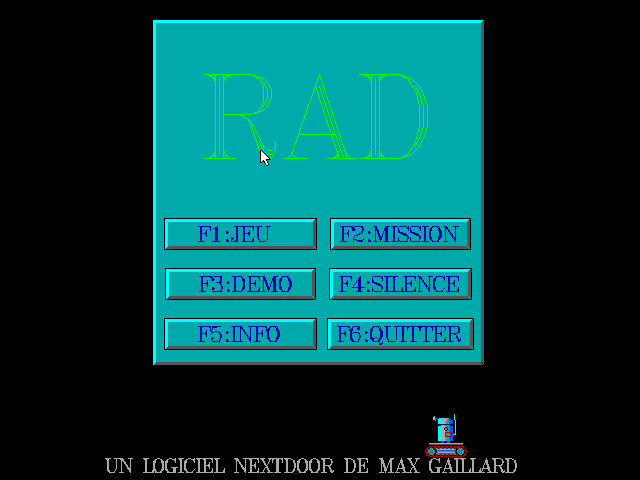 RAD
F1:JEU F2:MISSION
F3:DEMO F4:SILENCE
F5:INFO F6:QUITTER
UN LOGICIEL NEXTDOOR DE MAX GAILLARD